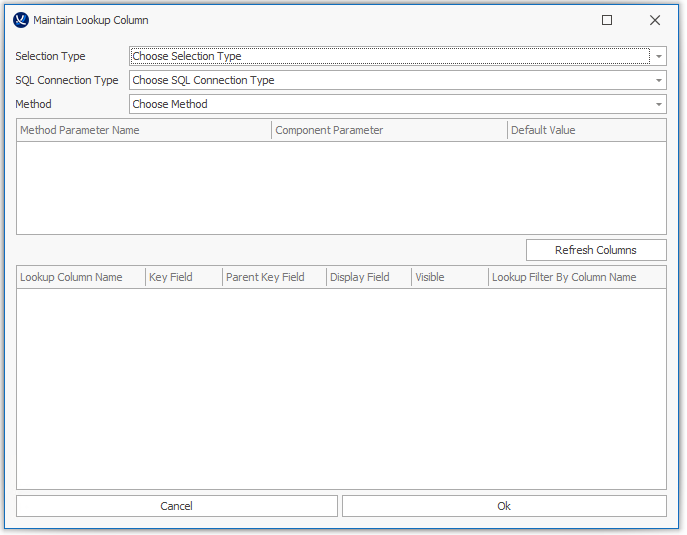 Maintain Lookup Column
Selection Type Choose Selection Type
SQL Connection Type Choose SQL Connection Type
Method Choose Method
Method Parameter Name Component Parameter Default Value
Refresh Columns
Lookup Column Name Key Field Parent Key Field Display Field Visible Lookup Filter By Column Name
Cancel Ok